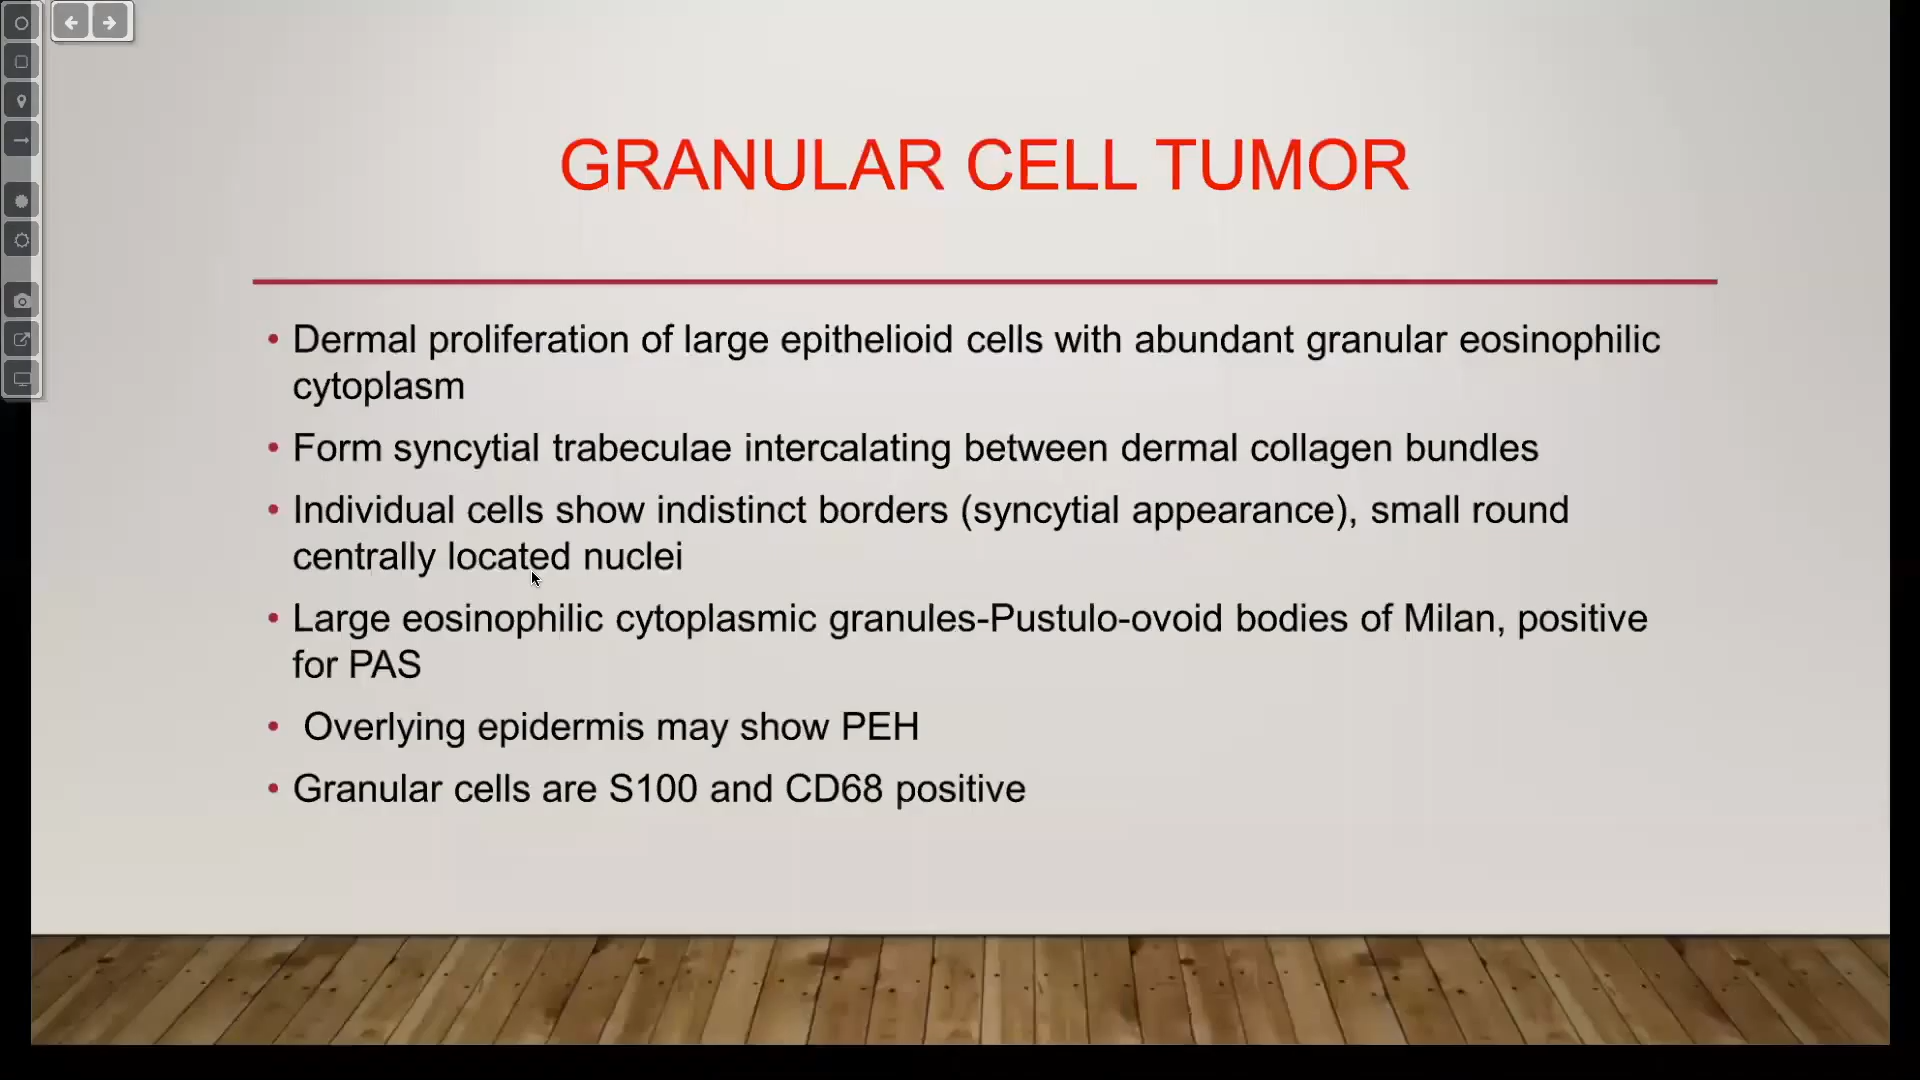 GRANULAR CELL TUMOR
• Dermal proliferation of large epithelioid cells with abundant granular eosinophilic
cytoplasm
• Form syncytial trabeculae intercalating between dermal collagen bundles
• Individual cells show indistinct borders (syncytial appearance), small round
centrally located nuclei
• Large eosinophilic cytoplasmic granules-Pustulo-ovoid bodies of Milan, positive
for PAS
• Overlying epidermis may show PEH
• Granular cells are S100 and CD68 positive